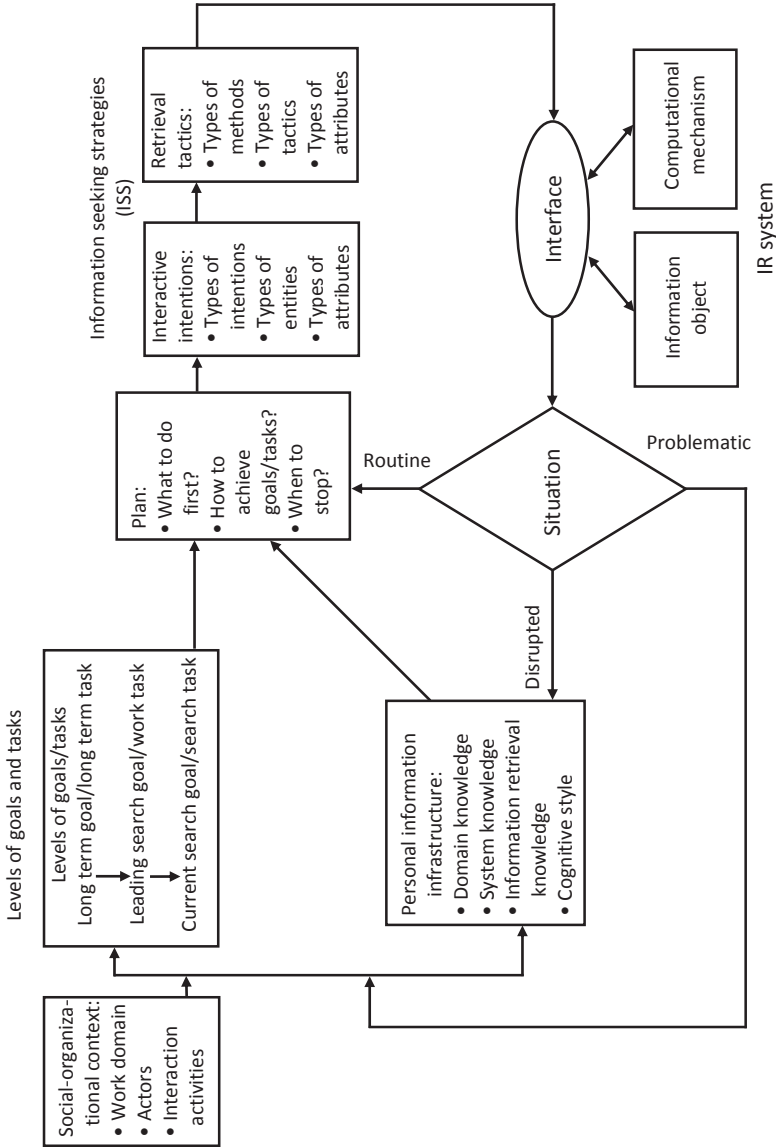 Levels of goals and tasks
Information seeking strategies
(ISS)
Social-organiza-
tional context:
• Work domain
• Actors
• Interaction
activities
Levels of goals/tasks
Long term goal/long term task
Leading search goal/work task
Current search goal/search task
Plan:
• What to do
first?
• How to
achieve
goals/tasks?
• When to
stop?
Interactive
intentions:
• Types of
intentions
• Types of
entities
• Types of
attributes
Retrieval
tactics:
• Types of
methods
• Types of
tactics
• Types of
attributes
Personal information
infrastructure:
• Domain knowledge
• System knowledge
• Information retrieval
knowledge
• Cognitive style
Disrupted
Routine
Situation
Problematic
Interface
Information
object
Computational
mechanism
IR system